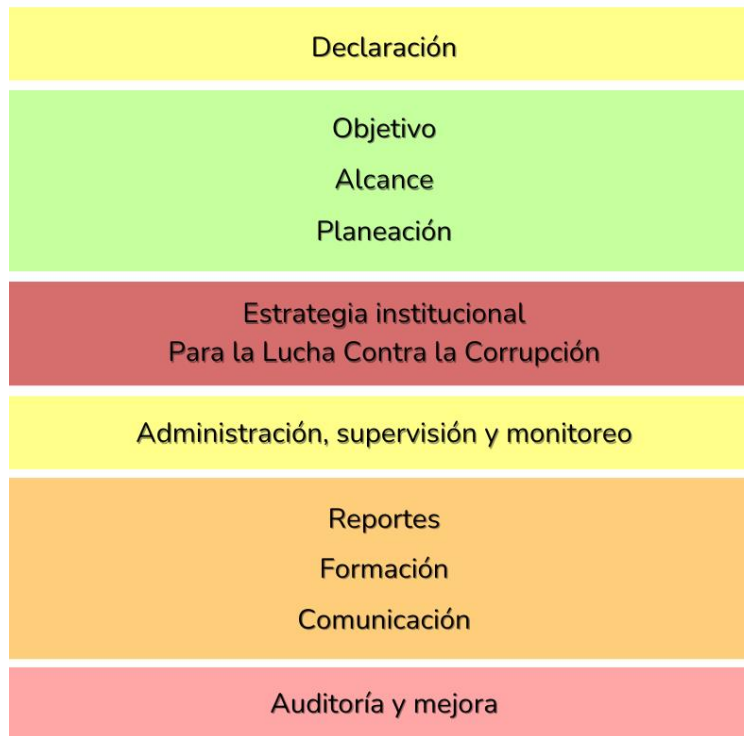 Declaración
Objetivo
Alcance
Planeación
Estrategia institucional
Para la Lucha Contra la Corrupción
Administración, supervisión y monitoreo
Reportes
Formación
Comunicación
Auditoría y mejora